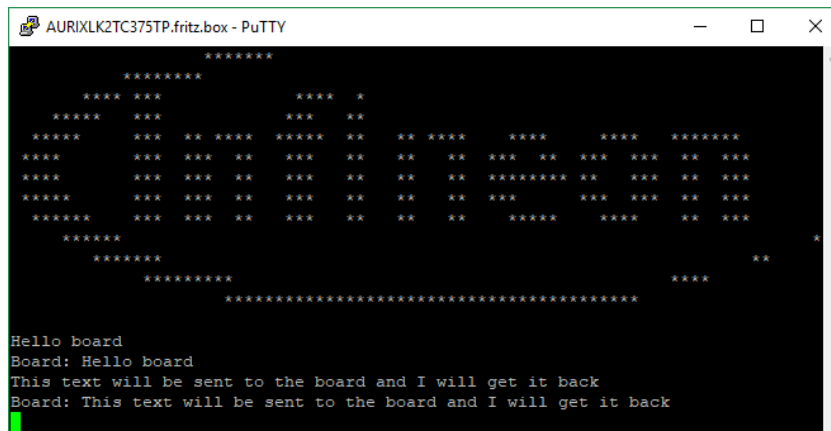 AURIXLK2TC375TP.fritz.box - PuTTY
Infineon
Hello board
Board: Hello board
This text will be sent to the board and I will get it back
Board: This text will be sent to the board and I will get it back